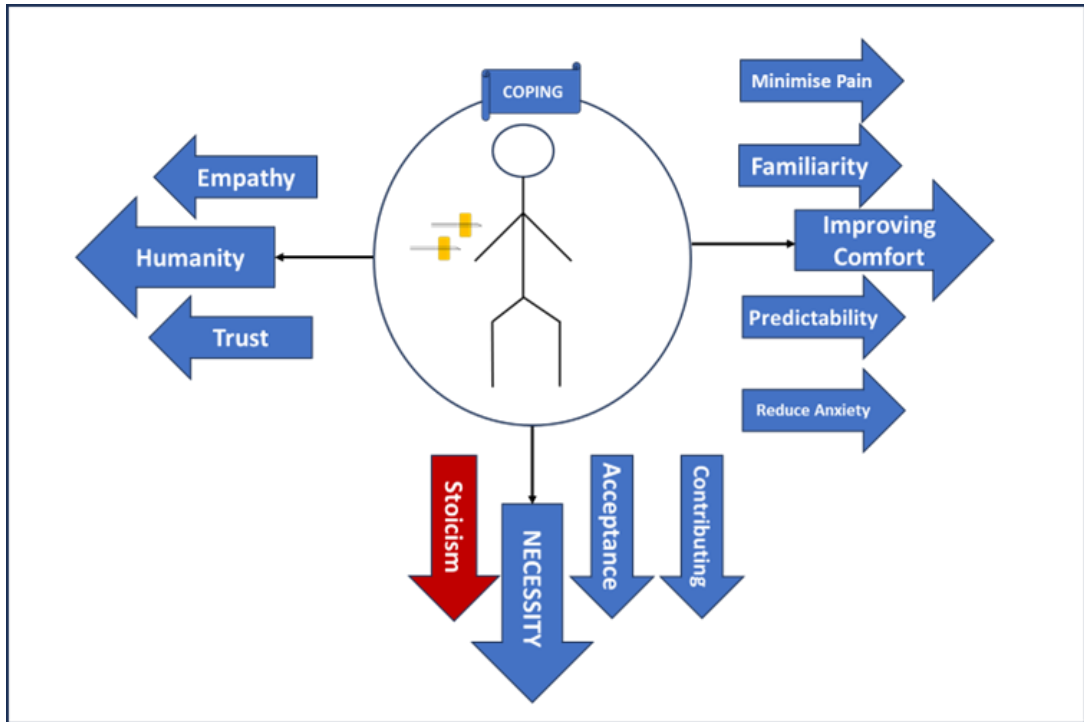 COPING
Empathy
Humanity
Trust
Minimise Pain
Familiarity
Improving
Comfort
Predictability
Reduce Anxiety
Stoicism
NECESSITY
Acceptance
Contributing